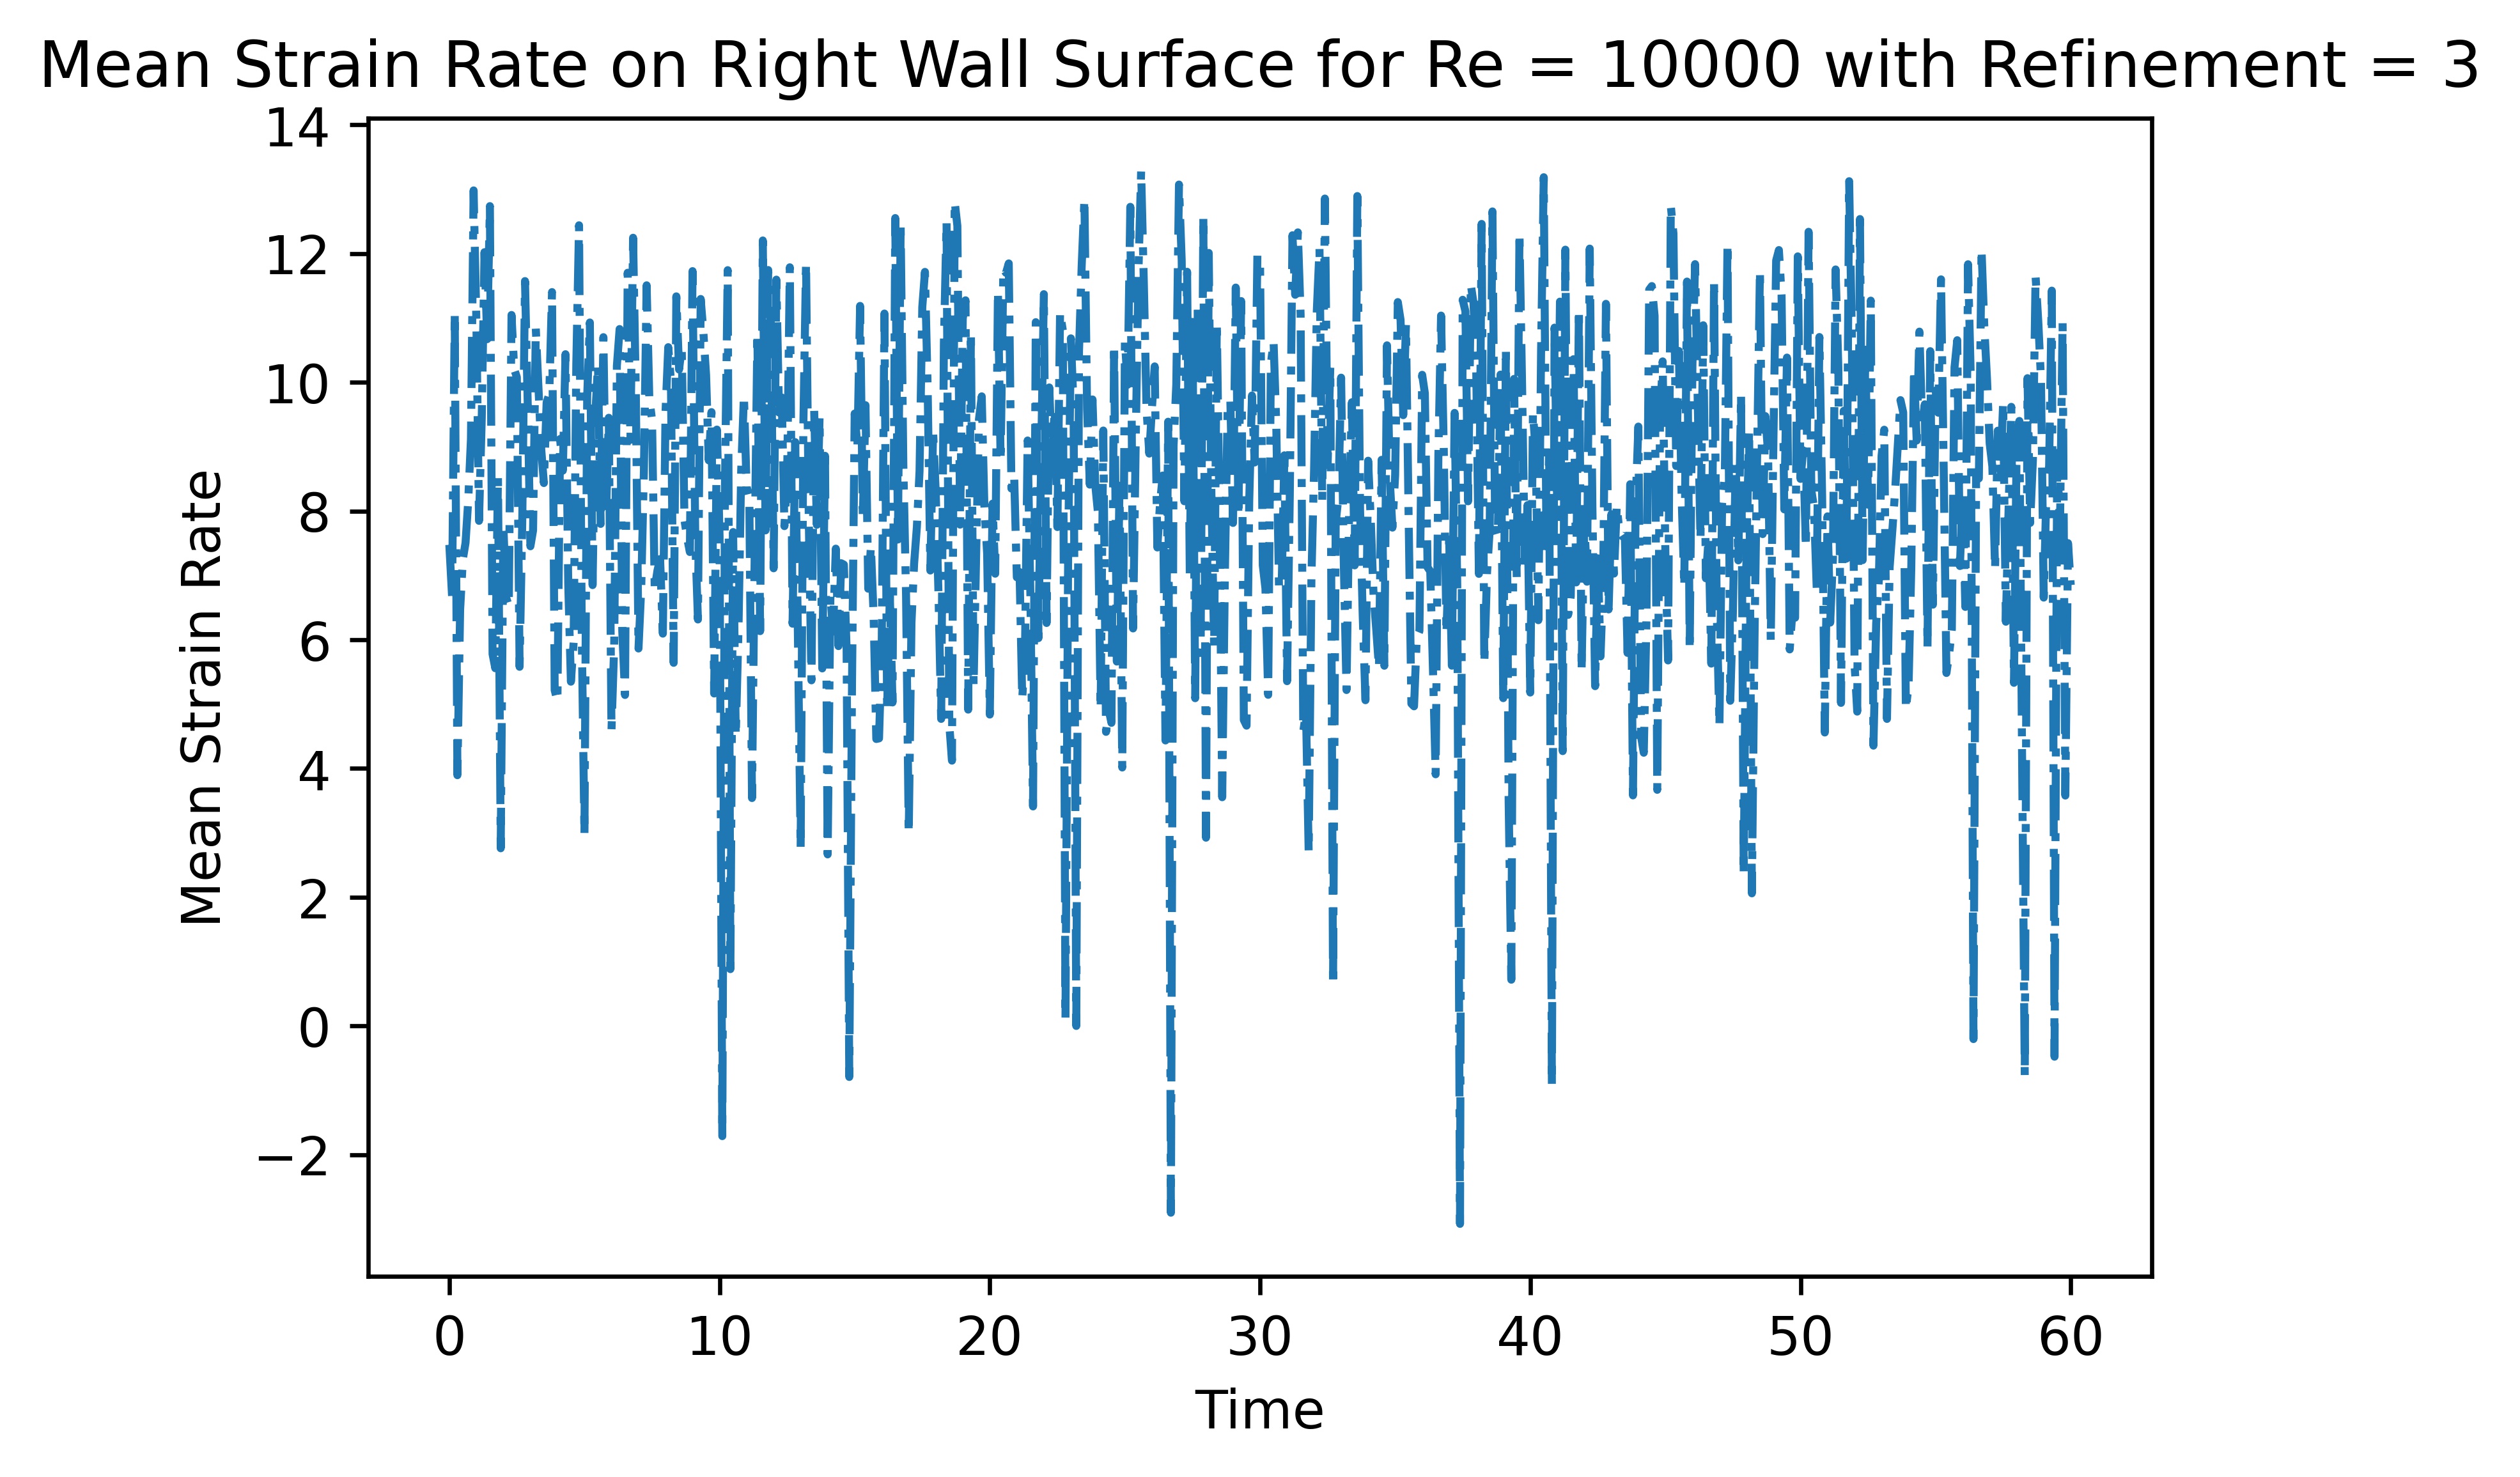 Mean Strain Rate on Right Wall Surface for Re = 10000 with Refinement = 3
14
12
10
8
6
4
2
0
−2
Mean Strain Rate
0 10 20 30 40 50 60
Time